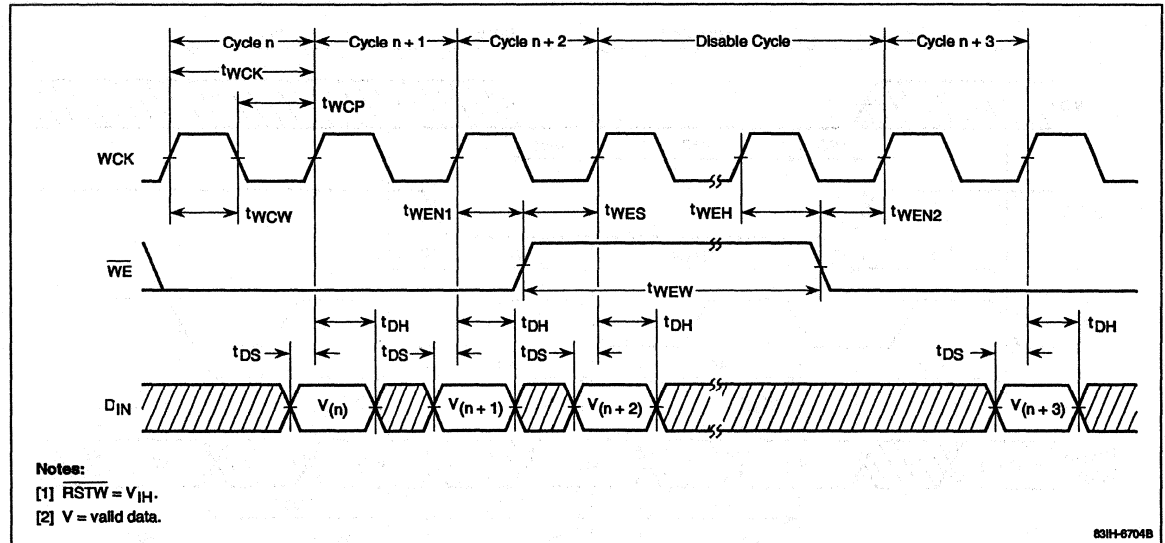 Cycle n Cycle n + 1 Cycle n + 2 Disable Cycle Cycle n + 3
tWCK
tWCP
WCK
tWCW tWEN1 tWES tWEH tWEN2
WE
tWEW
tDH tDH tDH tDH
tDS tDS tDS tDS
DIN V(n) V(n + 1) V(n + 2) V(n + 3)
Notes:
[1] RSTW = VIH.
[2] V = valid data.
83IH-6704B